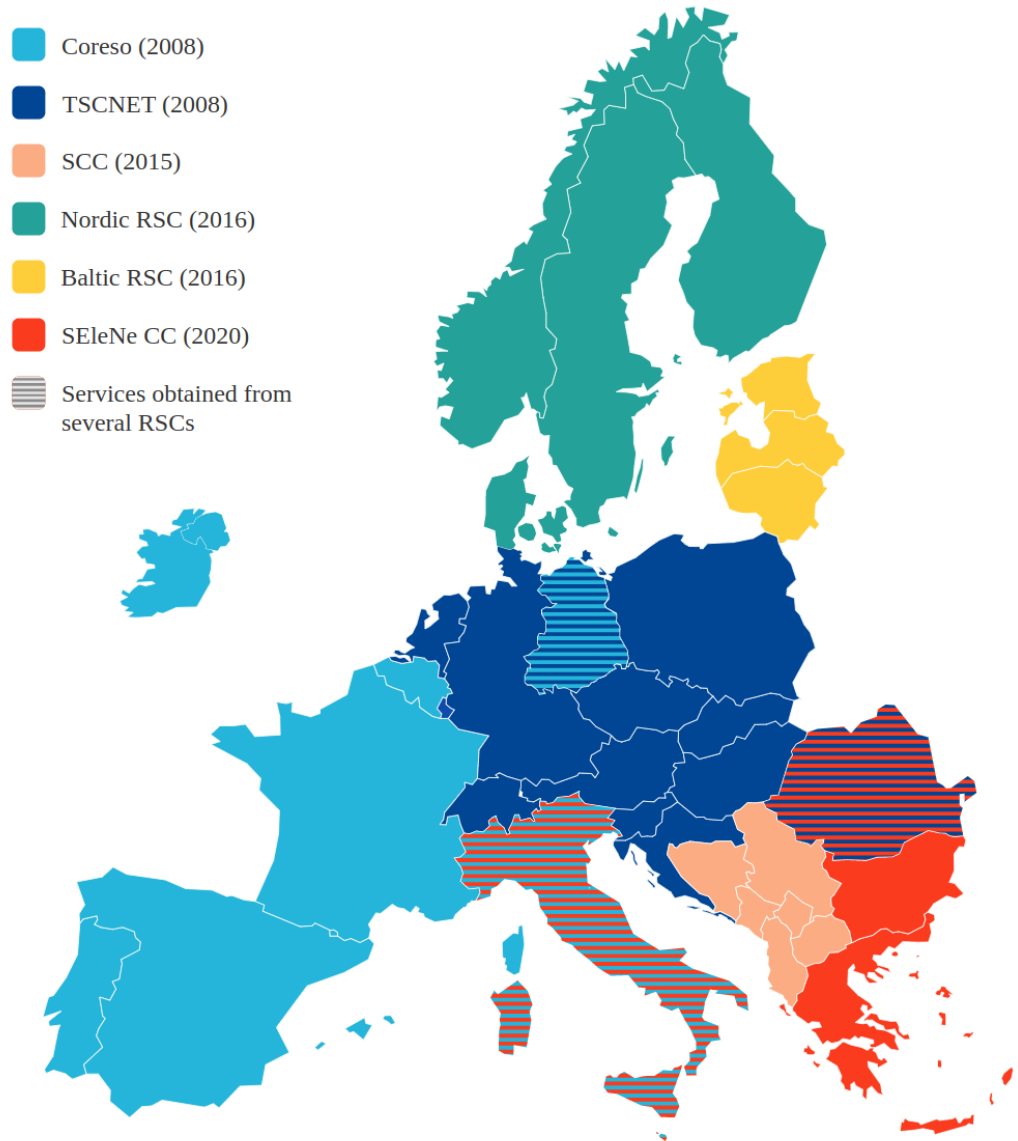 Coreso (2008)
TSCNET (2008)
SCC (2015)
Nordic RSC (2016)
Baltic RSC (2016)
SEleNe CC (2020)
Services obtained from
several RSCs